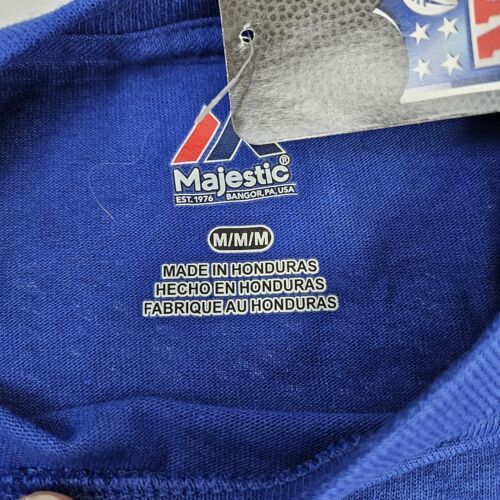 Majestic®
EST. 1976 BANGOR, PA, USA
M/M/M
MADE IN HONDURAS
HECHO EN HONDURAS
FABRIQUE AU HONDURAS